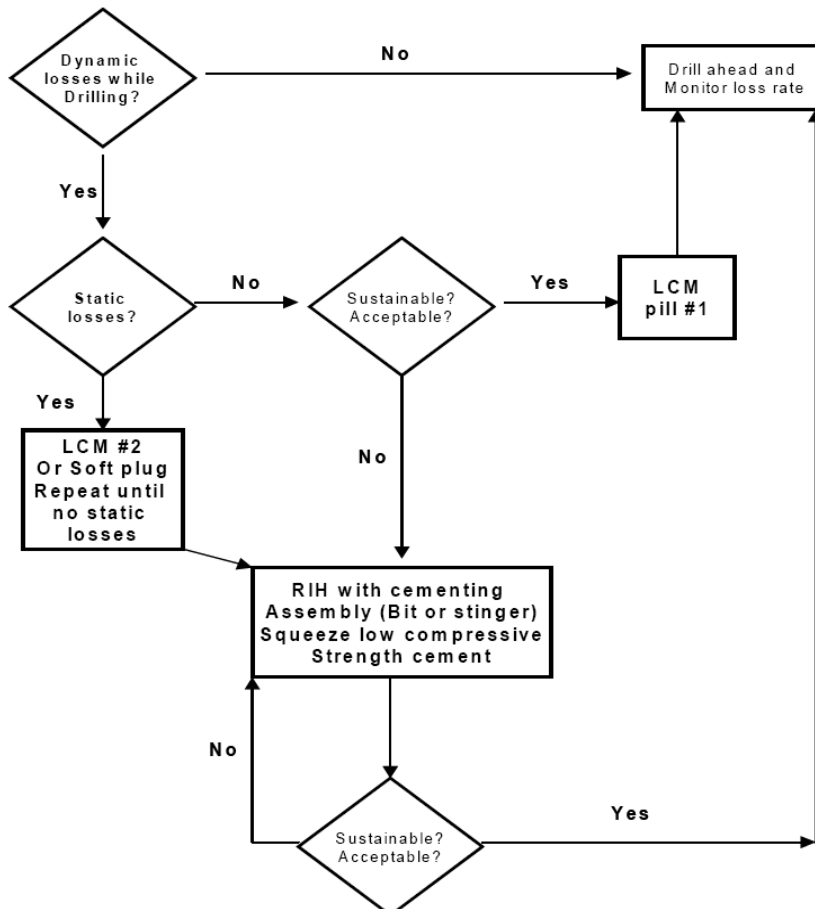 Dynamic
losses while
Drilling?
No
Drill ahead and
Monitor loss rate
Yes
Static
losses?
No
Sustainable?
Acceptable?
Yes
LCM
pill #1
Yes
LCM #2
Or Soft plug
Repeat until
no static
losses
No
RIH with cementing
Assembly (Bit or stinger)
Squeeze low compressive
Strength cement
No
Sustainable?
Acceptable?
Yes